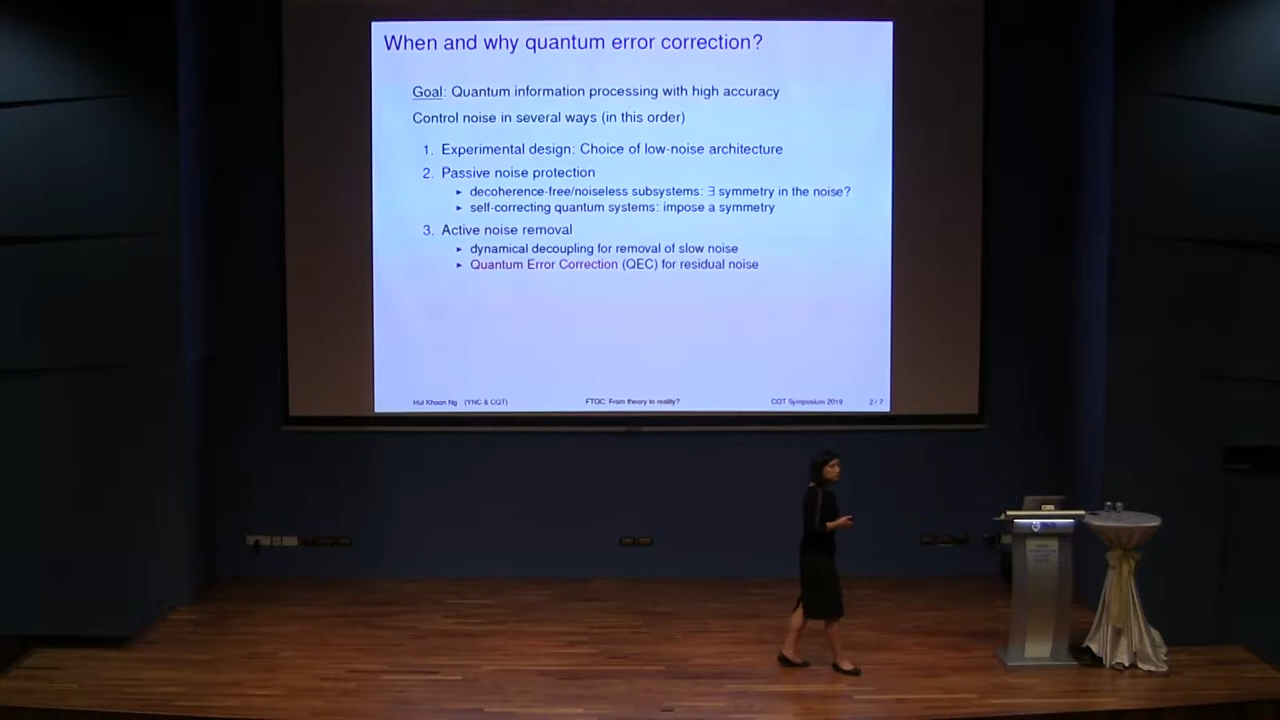 When and why quantum error correction?
Goal: Quantum information processing with high accuracy
Control noise in several ways (in this order)
1. Experimental design: Choice of low-noise architecture
2. Passive noise protection
► decoherence-free/noiseless subsystems: ∃ symmetry in the noise?
► self-correcting quantum systems: impose a symmetry
3. Active noise removal
► dynamical decoupling for removal of slow noise
► Quantum Error Correction (QEC) for residual noise
Hui Khoon Ng (YNC & CQT) FTQC: From theory to reality? CQT Symposium 2019 2 / 7